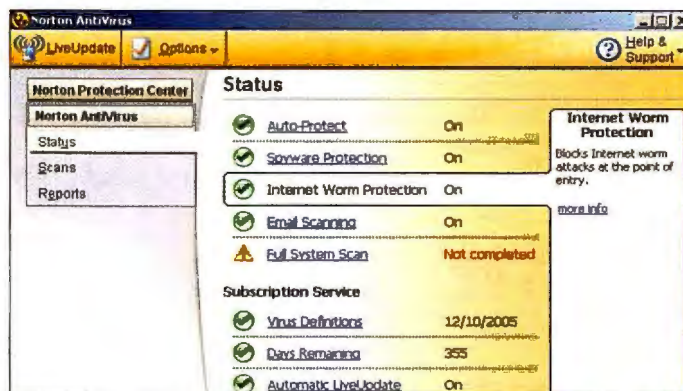 Norton AntiVirus
LiveUpdate Options Help & Support
Norton Protection Center
Norton AntiVirus
Status
Scans
Reports
Status
Auto-Protect On
Spyware Protection On
Internet Worm Protection On
Email Scanning On
Full System Scan Not completed
Subscription Service
Virus Definitions 12/10/2005
Days Remaining 355
Automatic LiveUpdate On
Internet Worm
Protection
Blocks Internet worm
attacks at the point of
entry.
more info